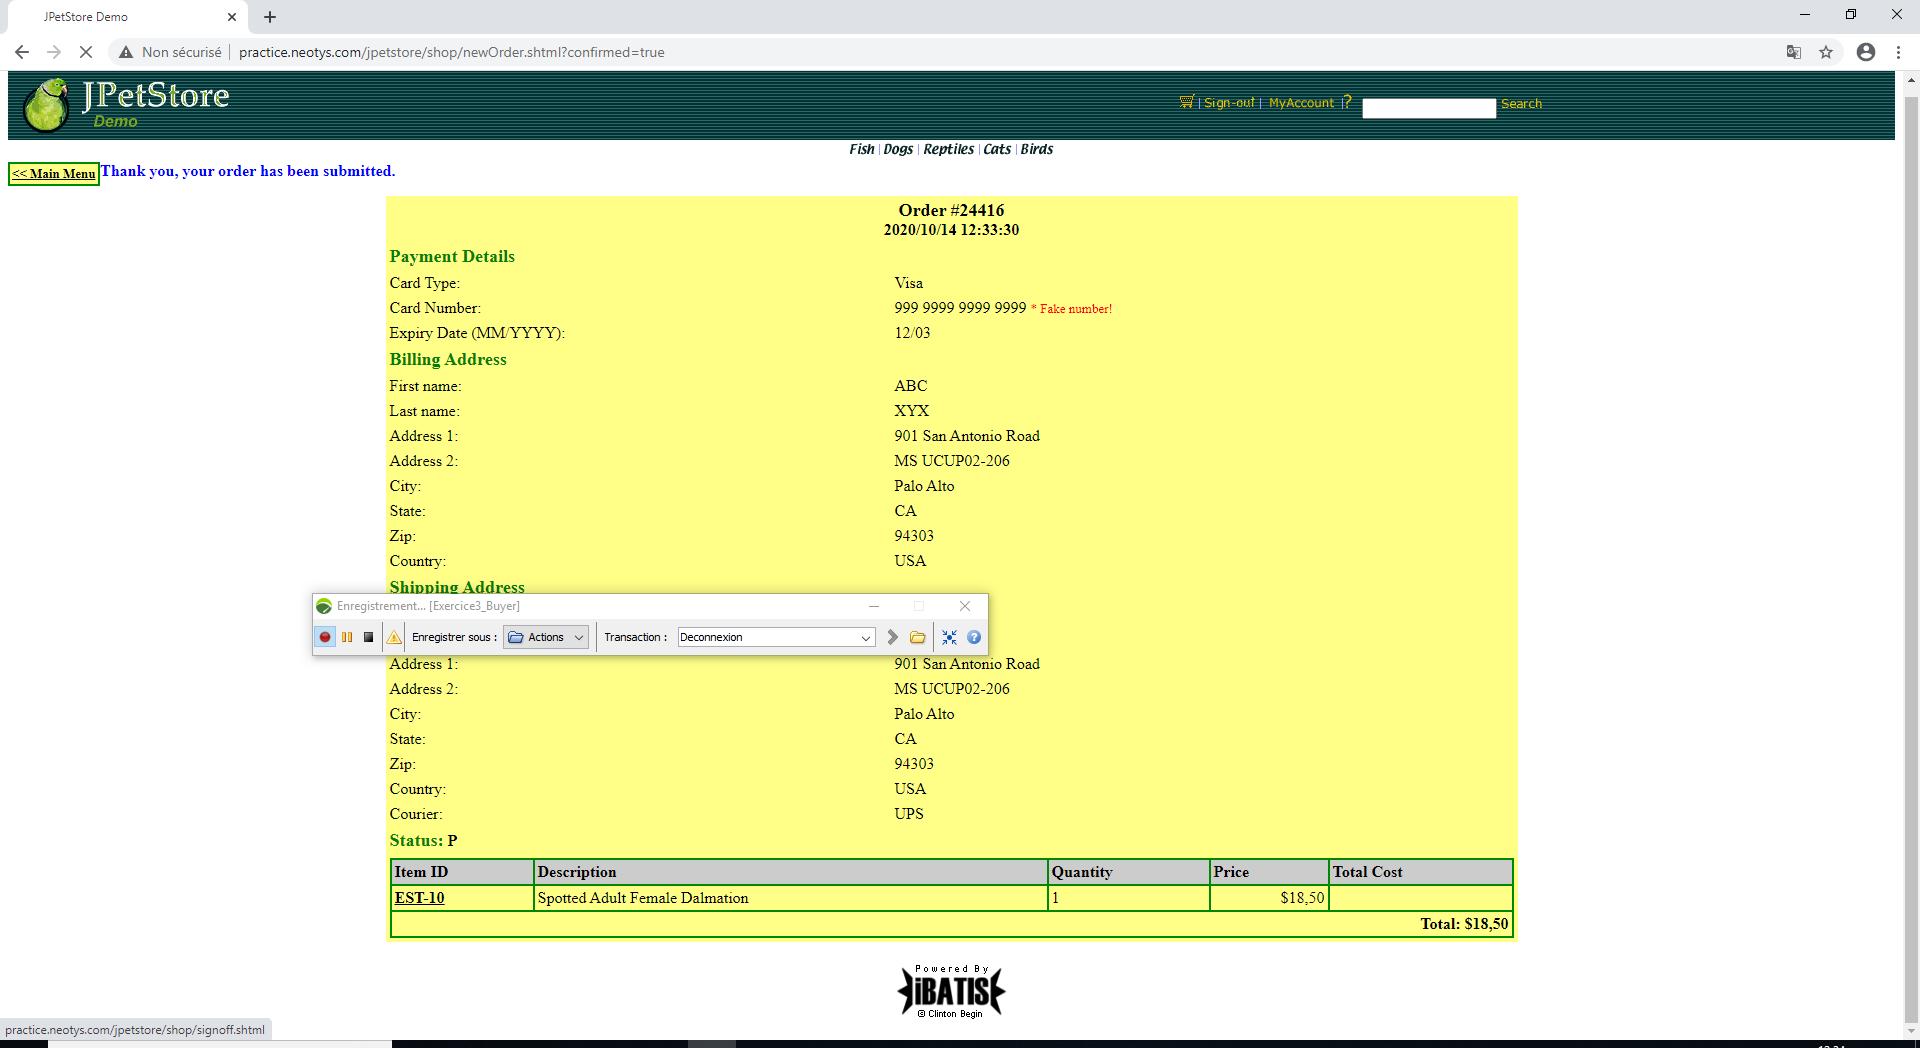 JPetStore Demo
Non sécurisé practice.neotys.com/jpetstore/shop/newOrder.shtml?confirmed=true
JPetStore
Demo
| Sign-out | MyAccount | ? Search
Fish | Dogs | Reptiles | Cats | Birds
<< Main Menu Thank you, your order has been submitted.
Order #24416
2020/10/14 12:33:30
Payment Details
Card Type: Visa
Card Number: 999 9999 9999 9999 * Fake number!
Expiry Date (MM/YYYY): 12/03
Billing Address
First name: ABC
Last name: XYX
Address 1: 901 San Antonio Road
Address 2: MS UCUP02-206
City: Palo Alto
State: CA
Zip: 94303
Country: USA
Shipping Address
Enregistrement... [Exercice3_Buyer]
Enregistrer sous : Actions Transaction : Deconnexion
Address 1: 901 San Antonio Road
Address 2: MS UCUP02-206
City: Palo Alto
State: CA
Zip: 94303
Country: USA
Courier: UPS
Status: P
Item ID Description Quantity Price Total Cost
EST-10 Spotted Adult Female Dalmation 1 $18,50
Total: $18,50
Powered By
iBATIS
© Clinton Begin
practice.neotys.com/jpetstore/shop/signoff.shtml